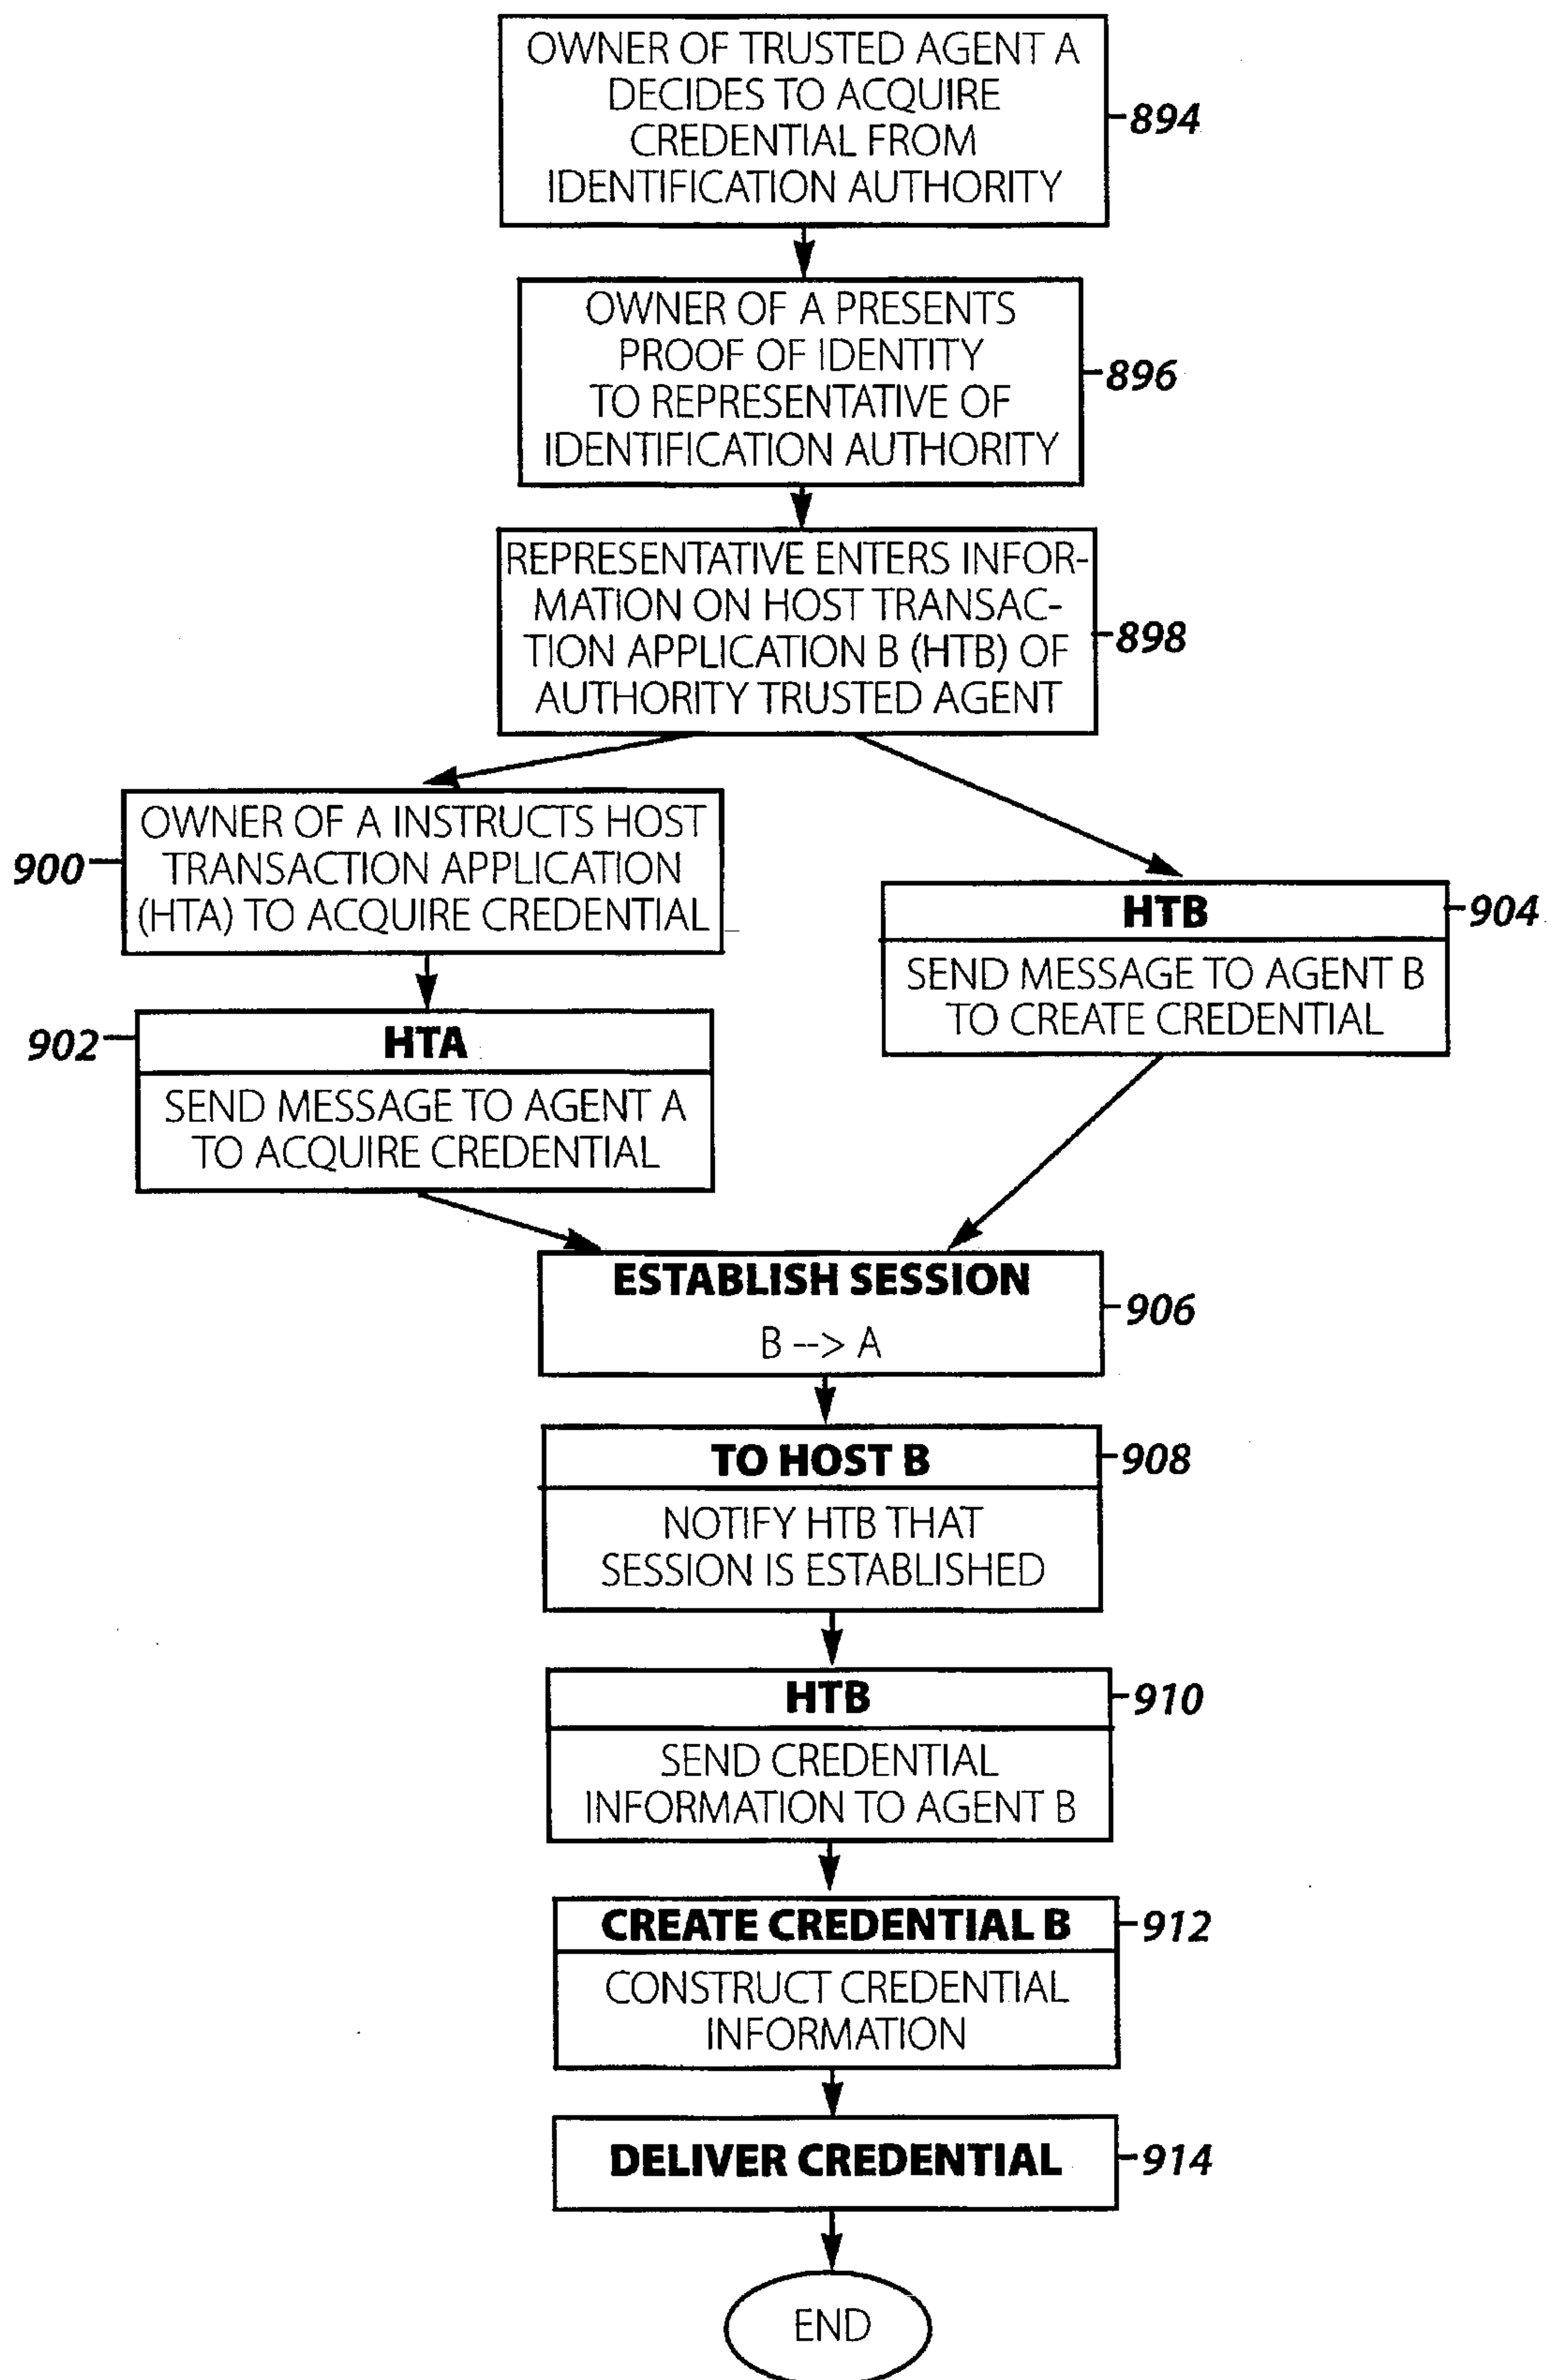 OWNER OF TRUSTED AGENT A
DECIDES TO ACQUIRE
CREDENTIAL FROM
IDENTIFICATION AUTHORITY
894
OWNER OF A PRESENTS
PROOF OF IDENTITY
TO REPRESENTATIVE OF
IDENTIFICATION AUTHORITY
896
REPRESENTATIVE ENTERS INFOR-
MATION ON HOST TRANSAC-
TION APPLICATION B (HTB) OF
AUTHORITY TRUSTED AGENT
898
900
OWNER OF A INSTRUCTS HOST
TRANSACTION APPLICATION
(HTA) TO ACQUIRE CREDENTIAL
HTB
904
SEND MESSAGE TO AGENT B
TO CREATE CREDENTIAL
902
HTA
SEND MESSAGE TO AGENT A
TO ACQUIRE CREDENTIAL
ESTABLISH SESSION
906
B --> A
TO HOST B
908
NOTIFY HTB THAT
SESSION IS ESTABLISHED
HTB
910
SEND CREDENTIAL
INFORMATION TO AGENT B
CREATE CREDENTIAL B
912
CONSTRUCT CREDENTIAL
INFORMATION
DELIVER CREDENTIAL
914
END